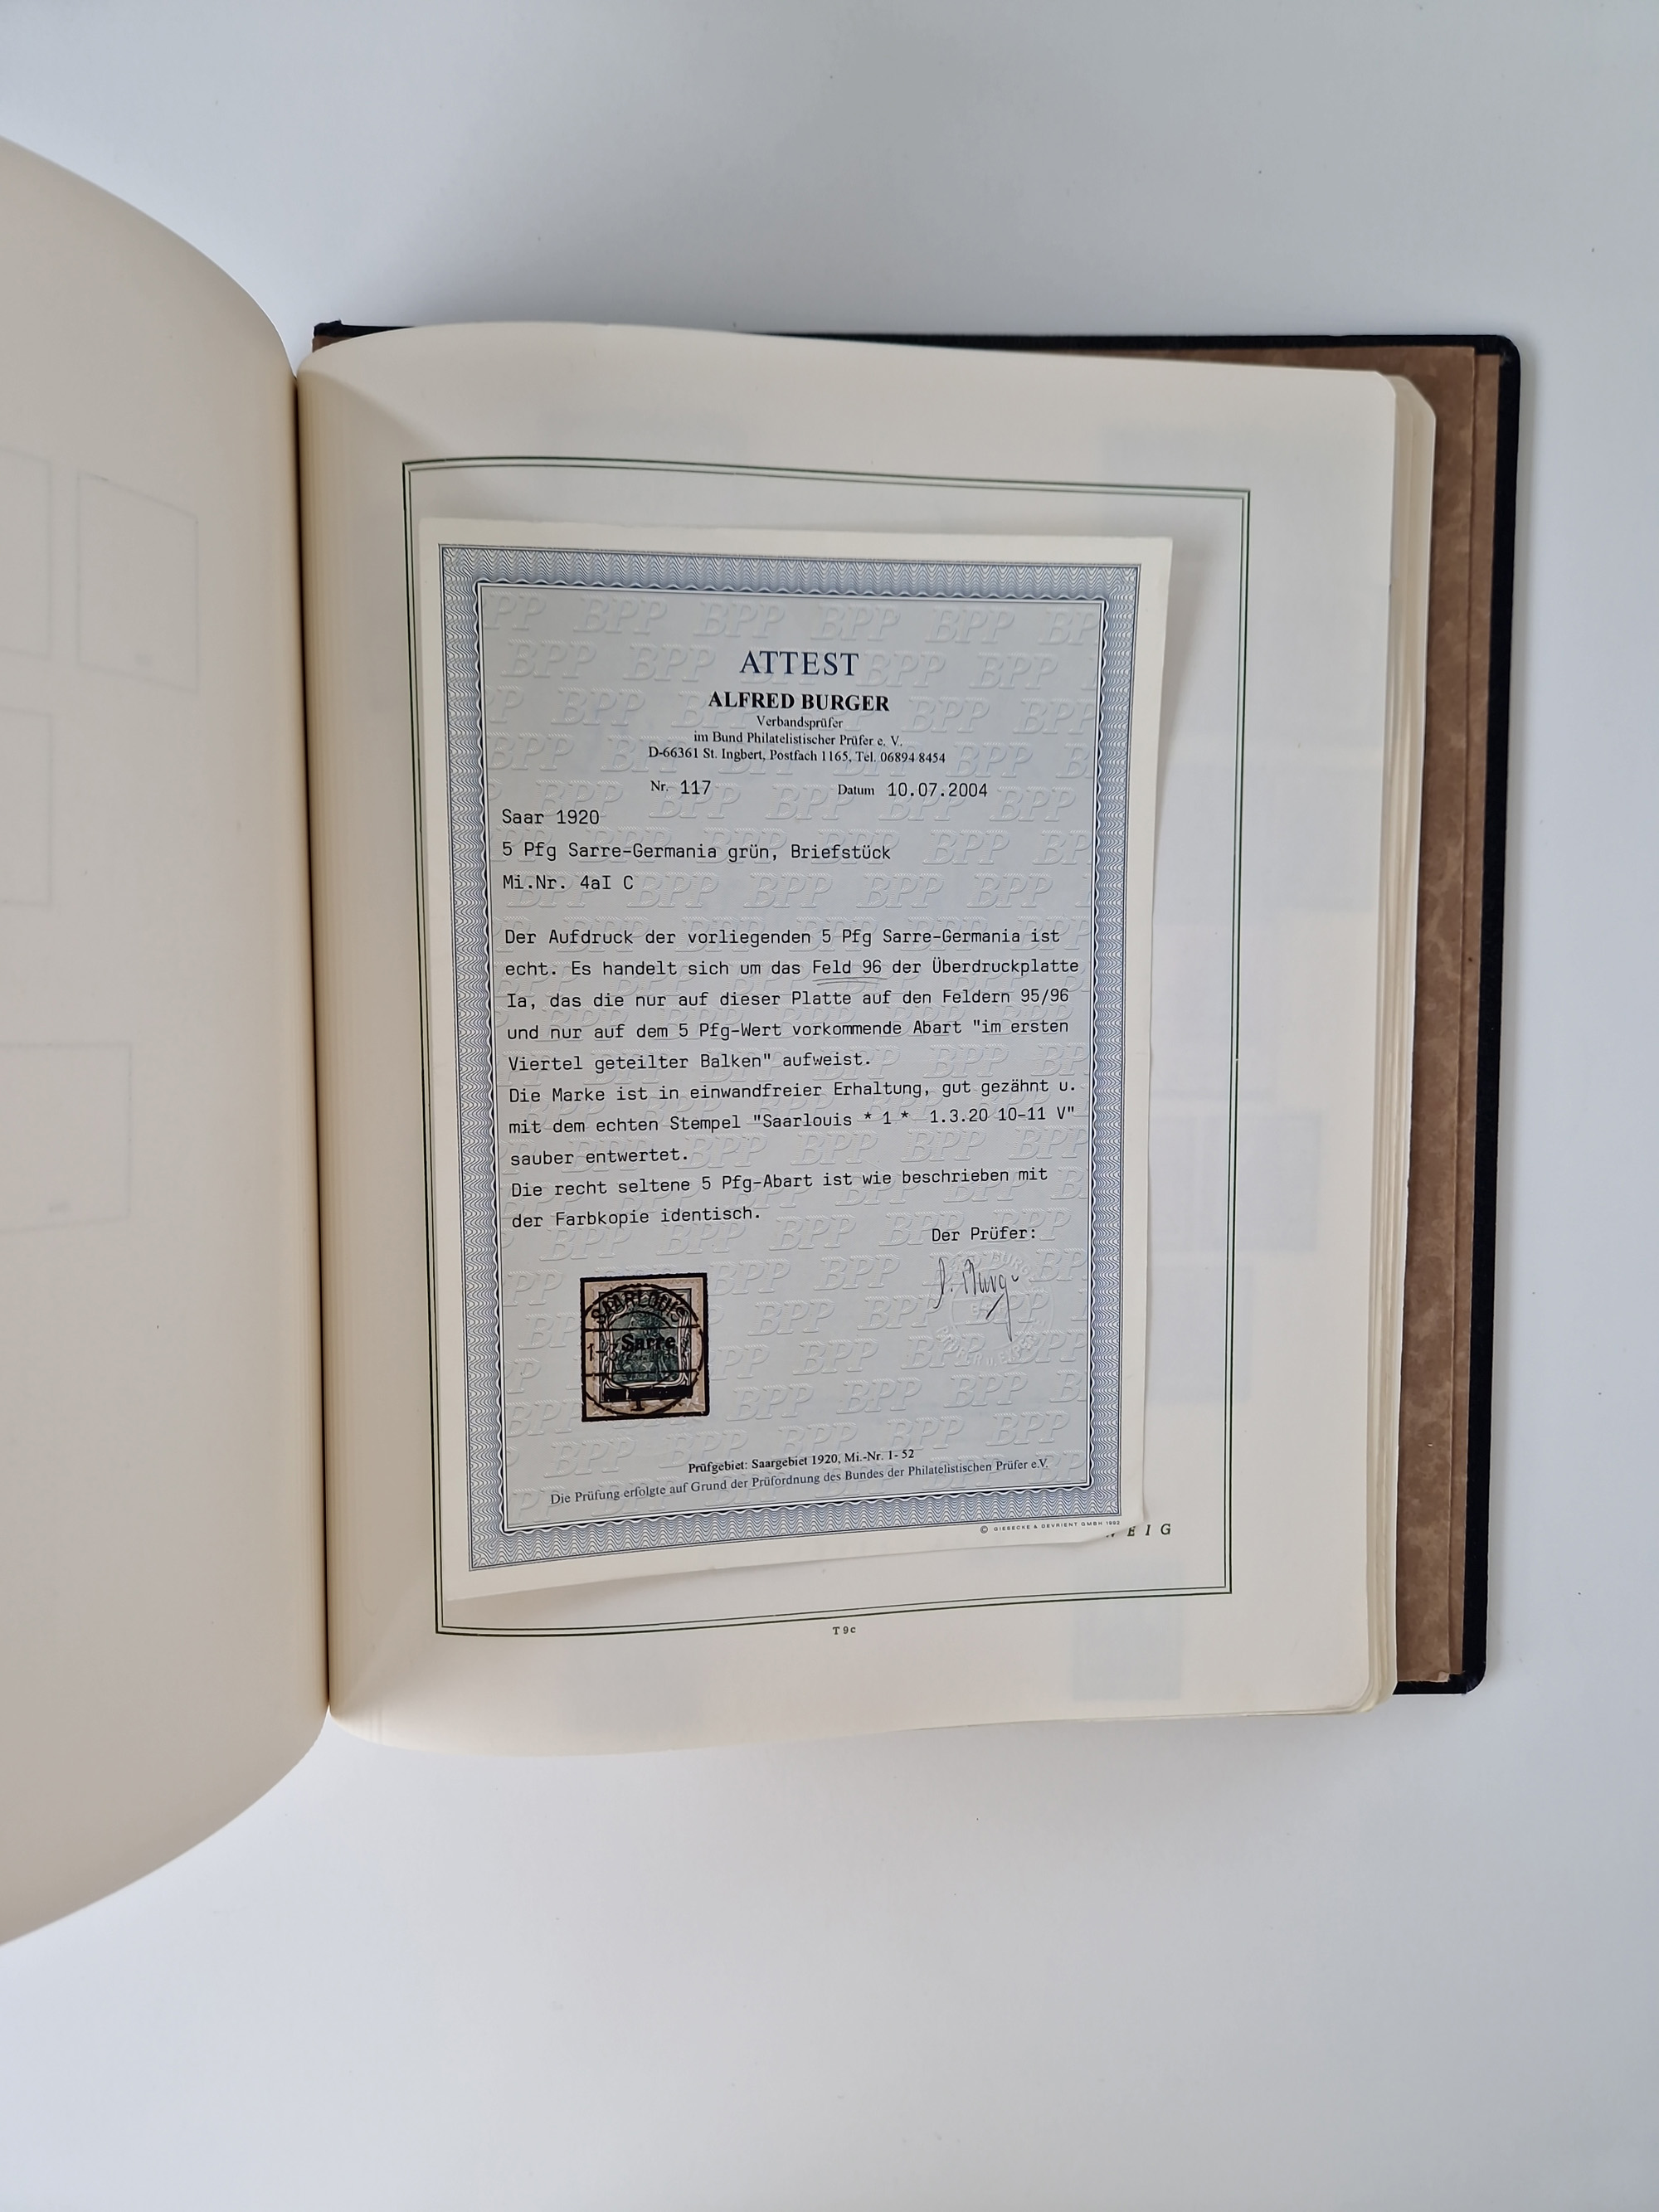 ATTEST
ALFRED BURGER
Verbandsprüfer
im Bund Philatelistischer Prüfer e. V.
D-66361 St. Ingbert, Postfach 1165, Tel. 06894 8454
Nr. 117 Datum 10.07.2004
Saar 1920
5 Pfg Sarre-Germania grün, Briefstück
Mi.Nr. 4aI C
Der Aufdruck der vorliegenden 5 Pfg Sarre-Germania ist
echt. Es handelt sich um das Feld 96 der Überdruckplatte
Ia, das die nur auf dieser Platte auf den Feldern 95/96
und nur auf dem 5 Pfg-Wert vorkommende Abart "im ersten
Viertel geteilter Balken" aufweist.
Die Marke ist in einwandfreier Erhaltung, gut gezähnt u.
mit dem echten Stempel "Saarlouis * 1 * 1.3.20 10-11 V"
sauber entwertet.
Die recht seltene 5 Pfg-Abart ist wie beschrieben mit
der Farbkopie identisch.
Der Prüfer:
SAARLOUIS
Sarre
1
Prüfgebiet: Saargebiet 1920, Mi.-Nr. 1- 52
Die Prüfung erfolgte auf Grund der Prüfordnung des Bundes der Philatelistischen Prüfer e.V.
© GIESECKE & DEVRIENT GMBH 1992
EIG
T 9c